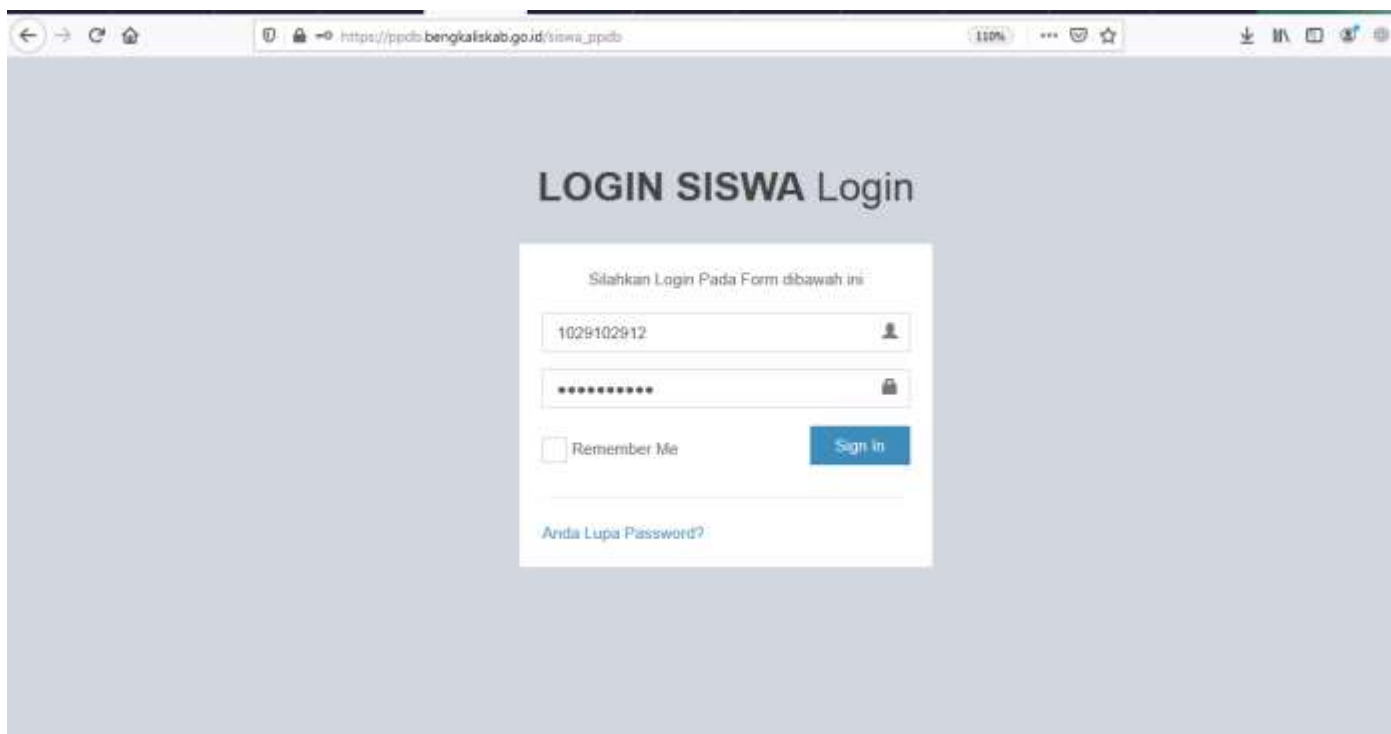 https://ppdb.bengkaliskab.go.id/siswa_ppdb
110%
LOGIN SISWA Login
Silahkan Login Pada Form dibawah ini
1029102912
••••••••••
Remember Me
Sign In
Anda Lupa Password?